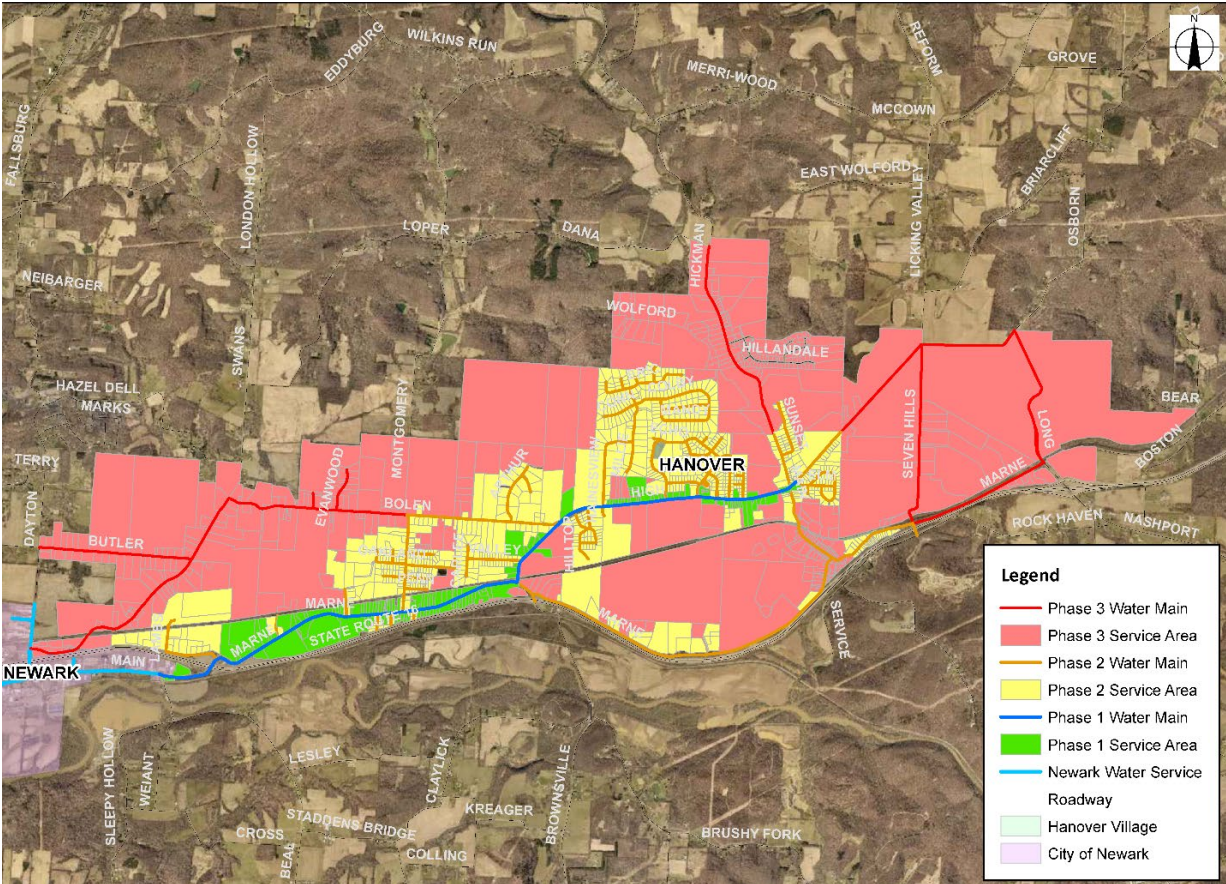 WILKINS RUN
EDDYBURG
REFORM
GROVE
N
MERRI-WOOD
MCCOWN
FALLSBURG
LONDON HOLLOW
EAST WOLFORD
BRIARCLIFF
LICKING VALLEY
OSBORN
LOPER
DANA
HICKMAN
NEIBARGER
WOLFORD
SWANS
HILLANDALE
HAZEL DELL
MARKS
MONTGOMERY
BEAR
SUNSET
LONG
SEVEN HILLS
BOSTON
HANOVER
TERRY
EVANWOOD
MARNE
DAYTON
BOLEN
HIGH
HILLTOP
ROCK HAVEN
NASHPORT
BUTLER
MARNE
MARNE
STATE ROUTE 16
MARNE
SERVICE
MAIN
NEWARK
SLEEPY HOLLOW
WEIANT
LESLEY
CLAYLICK
BROWNSVILLE
KREAGER
STADDENS BRIDGE
CROSS
BEAL
COLLING
BRUSHY FORK
Legend
Phase 3 Water Main
Phase 3 Service Area
Phase 2 Water Main
Phase 2 Service Area
Phase 1 Water Main
Phase 1 Service Area
Newark Water Service
Roadway
Hanover Village
City of Newark